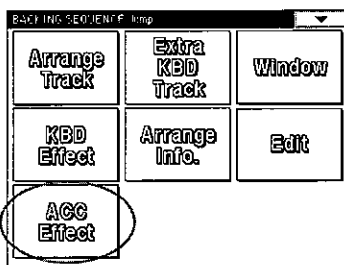 BACKING SEQUENCE
Arrange
Track
Extra
KBD
Track
Window
KBD
Effect
Arrange
Info.
Edit
ACC
Effect